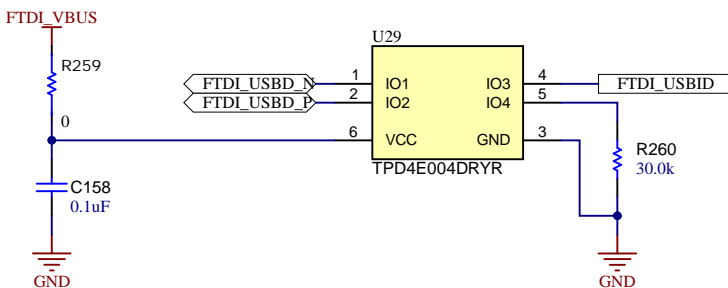 FTDI_VBUS
R259
0
C158
0.1uF
GND
U29
FTDI_USBD_N
1
IO1
IO3
4
FTDI_USBID
FTDI_USBD_P
2
IO2
IO4
5
6
VCC
GND
3
TPD4E004DRYR
R260
30.0k
GND